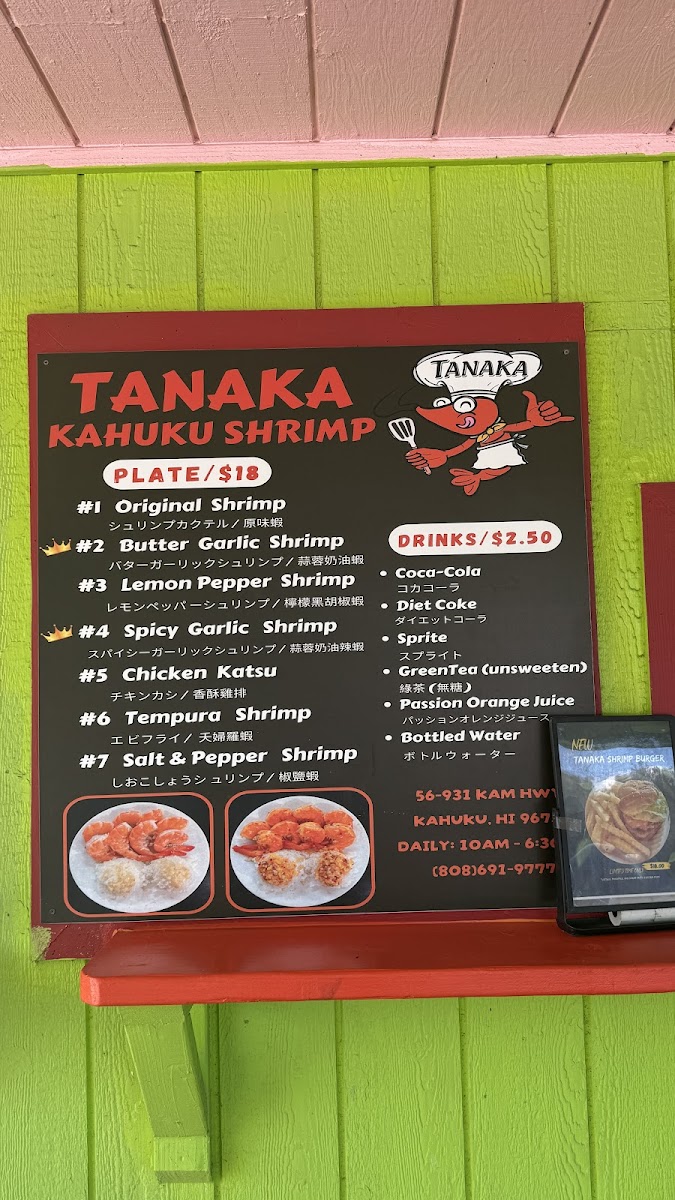 TANAKA
TANAKA
KAHUKU SHRIMP
PLATE/$18
#1 Original Shrimp
シュリンプカクテル / 原味蝦
#2 Butter Garlic Shrimp
バターガーリックシュリンプ / 蒜蓉奶油蝦
#3 Lemon Pepper Shrimp
レモンペッパーシュリンプ / 檸檬黑胡椒蝦
#4 Spicy Garlic Shrimp
スパイシーガーリックシュリンプ / 蒜蓉奶油辣蝦
#5 Chicken Katsu
チキンカシ / 香酥雞排
#6 Tempura Shrimp
エビフライ / 天婦羅蝦
#7 Salt & Pepper Shrimp
しおこしょうシュリンプ / 椒鹽蝦
DRINKS/$2.50
• Coca-Cola
コカコーラ
• Diet Coke
ダイエットコーラ
• Sprite
スプライト
• GreenTea (unsweeten)
綠茶 ( 無糖 )
• Passion Orange Juice
パッションオレンジジュース
• Bottled Water
ボトルウォーター
56-931 KAM HWY
KAHUKU, HI 967
DAILY: 10AM - 6:3
(808)691-9777
NEW
TANAKA SHRIMP BURGER
$16.00